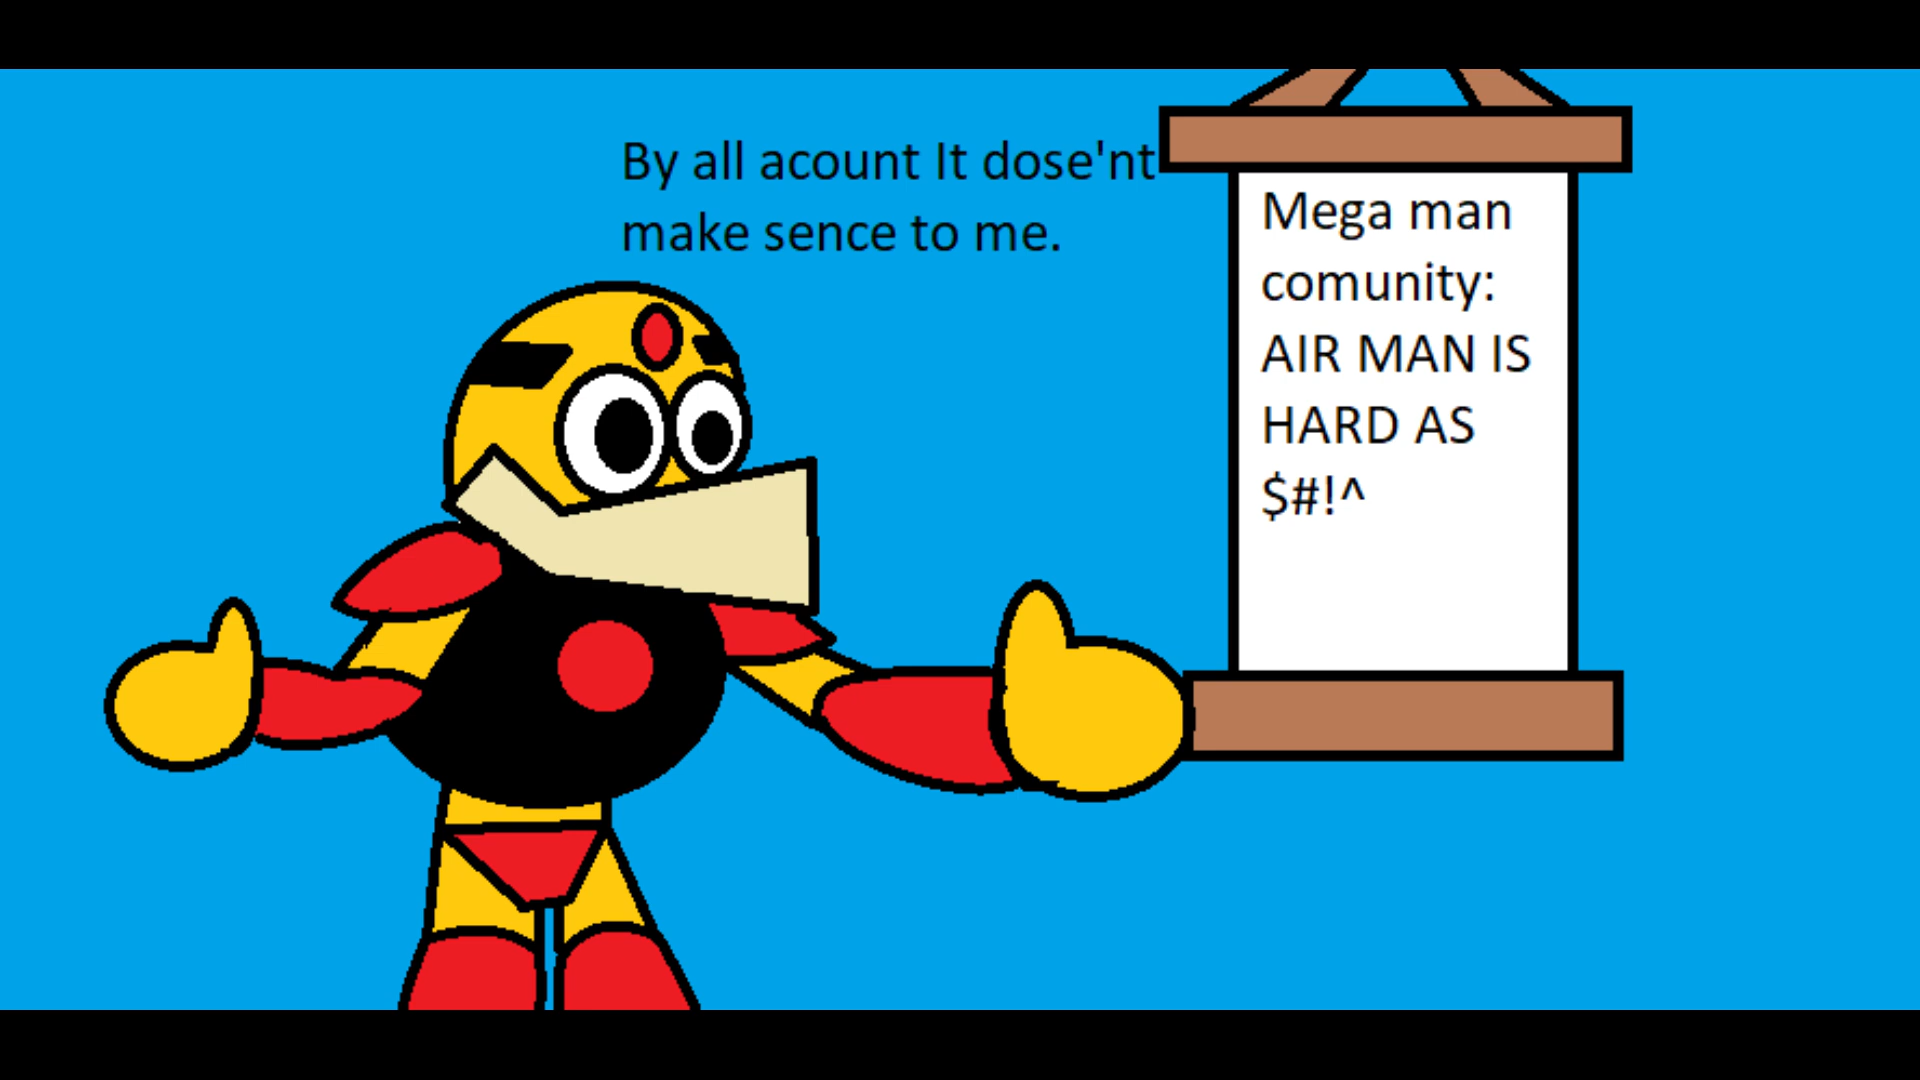 By all acount It dose'nt
make sence to me.
Mega man
comunity:
AIR MAN IS
HARD AS
$#!^